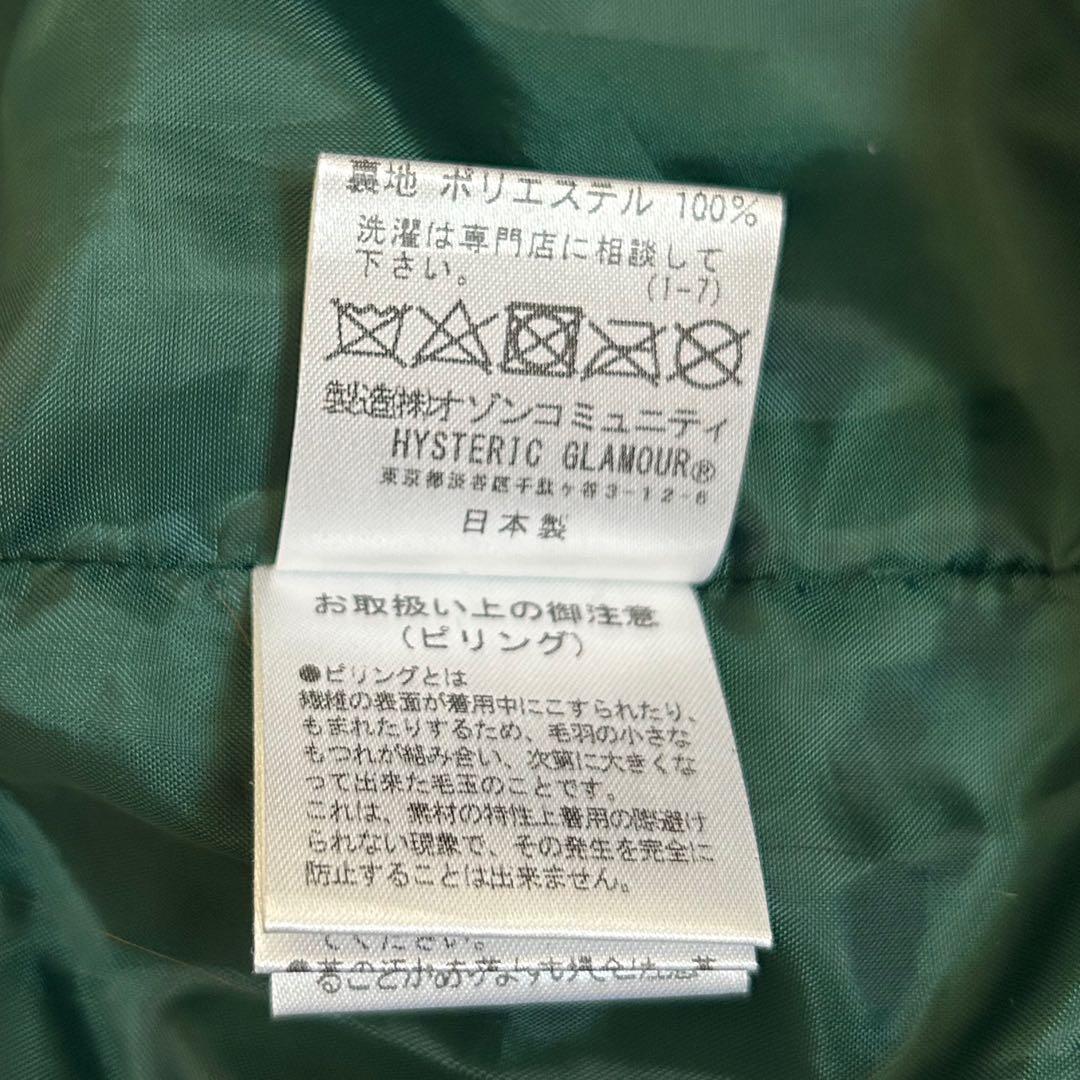 裏地 ポリエステル 100%
洗濯は専門店に相談して
下さい。 (1-7)
製造(株)オゾンコミュニティ
HYSTERIC GLAMOUR®
東京都渋谷区千駄ヶ谷3-12-6
日本製
お取扱い上の御注意
(ピリング)
●ピリングとは
繊維の表面が着用中にこすられたり、
もまれたりするため、毛羽の小さな
もつれが絡み合い、次第に大きくな
って出来た毛玉のことです。
これは、素材の特性上着用の際避け
られない現象で、その発生を完全に
防止することは出来ません。
てください。